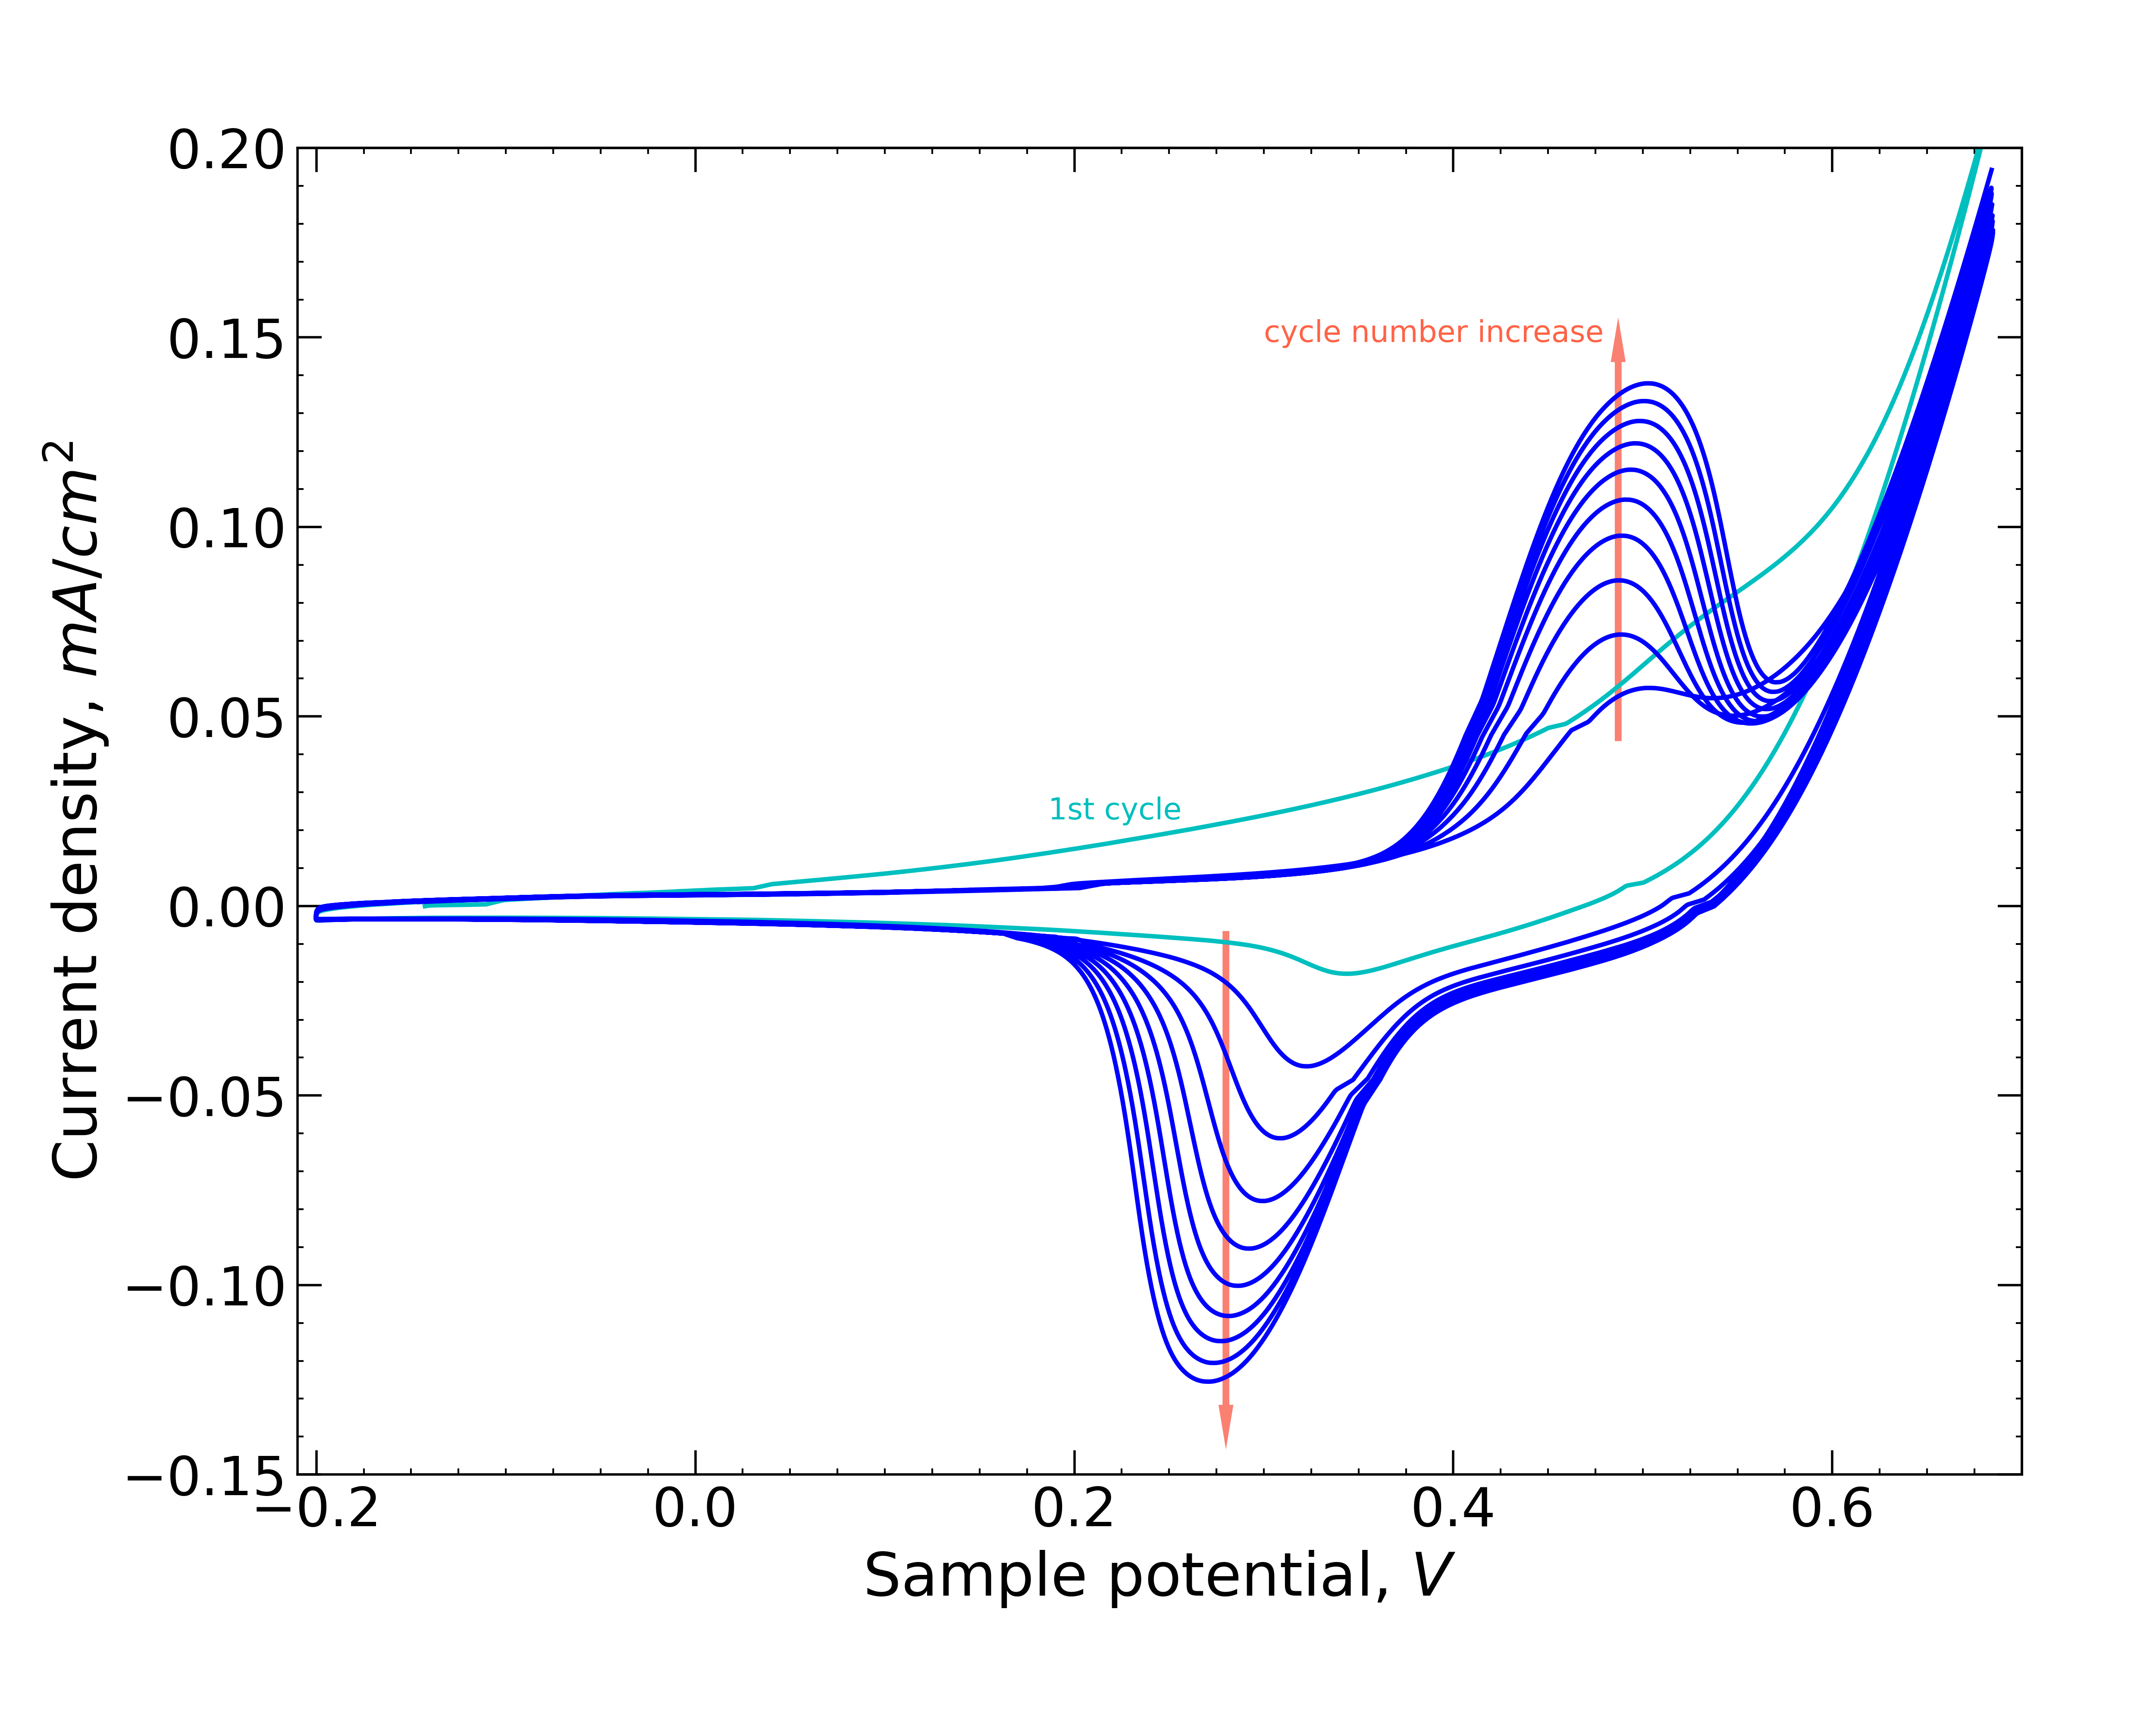 0.20
0.15
0.10
0.05
0.00
−0.05
−0.10
−0.15
Current density, mA/cm²
cycle number increase
1st cycle
−0.2 0.0 0.2 0.4 0.6
Sample potential, V